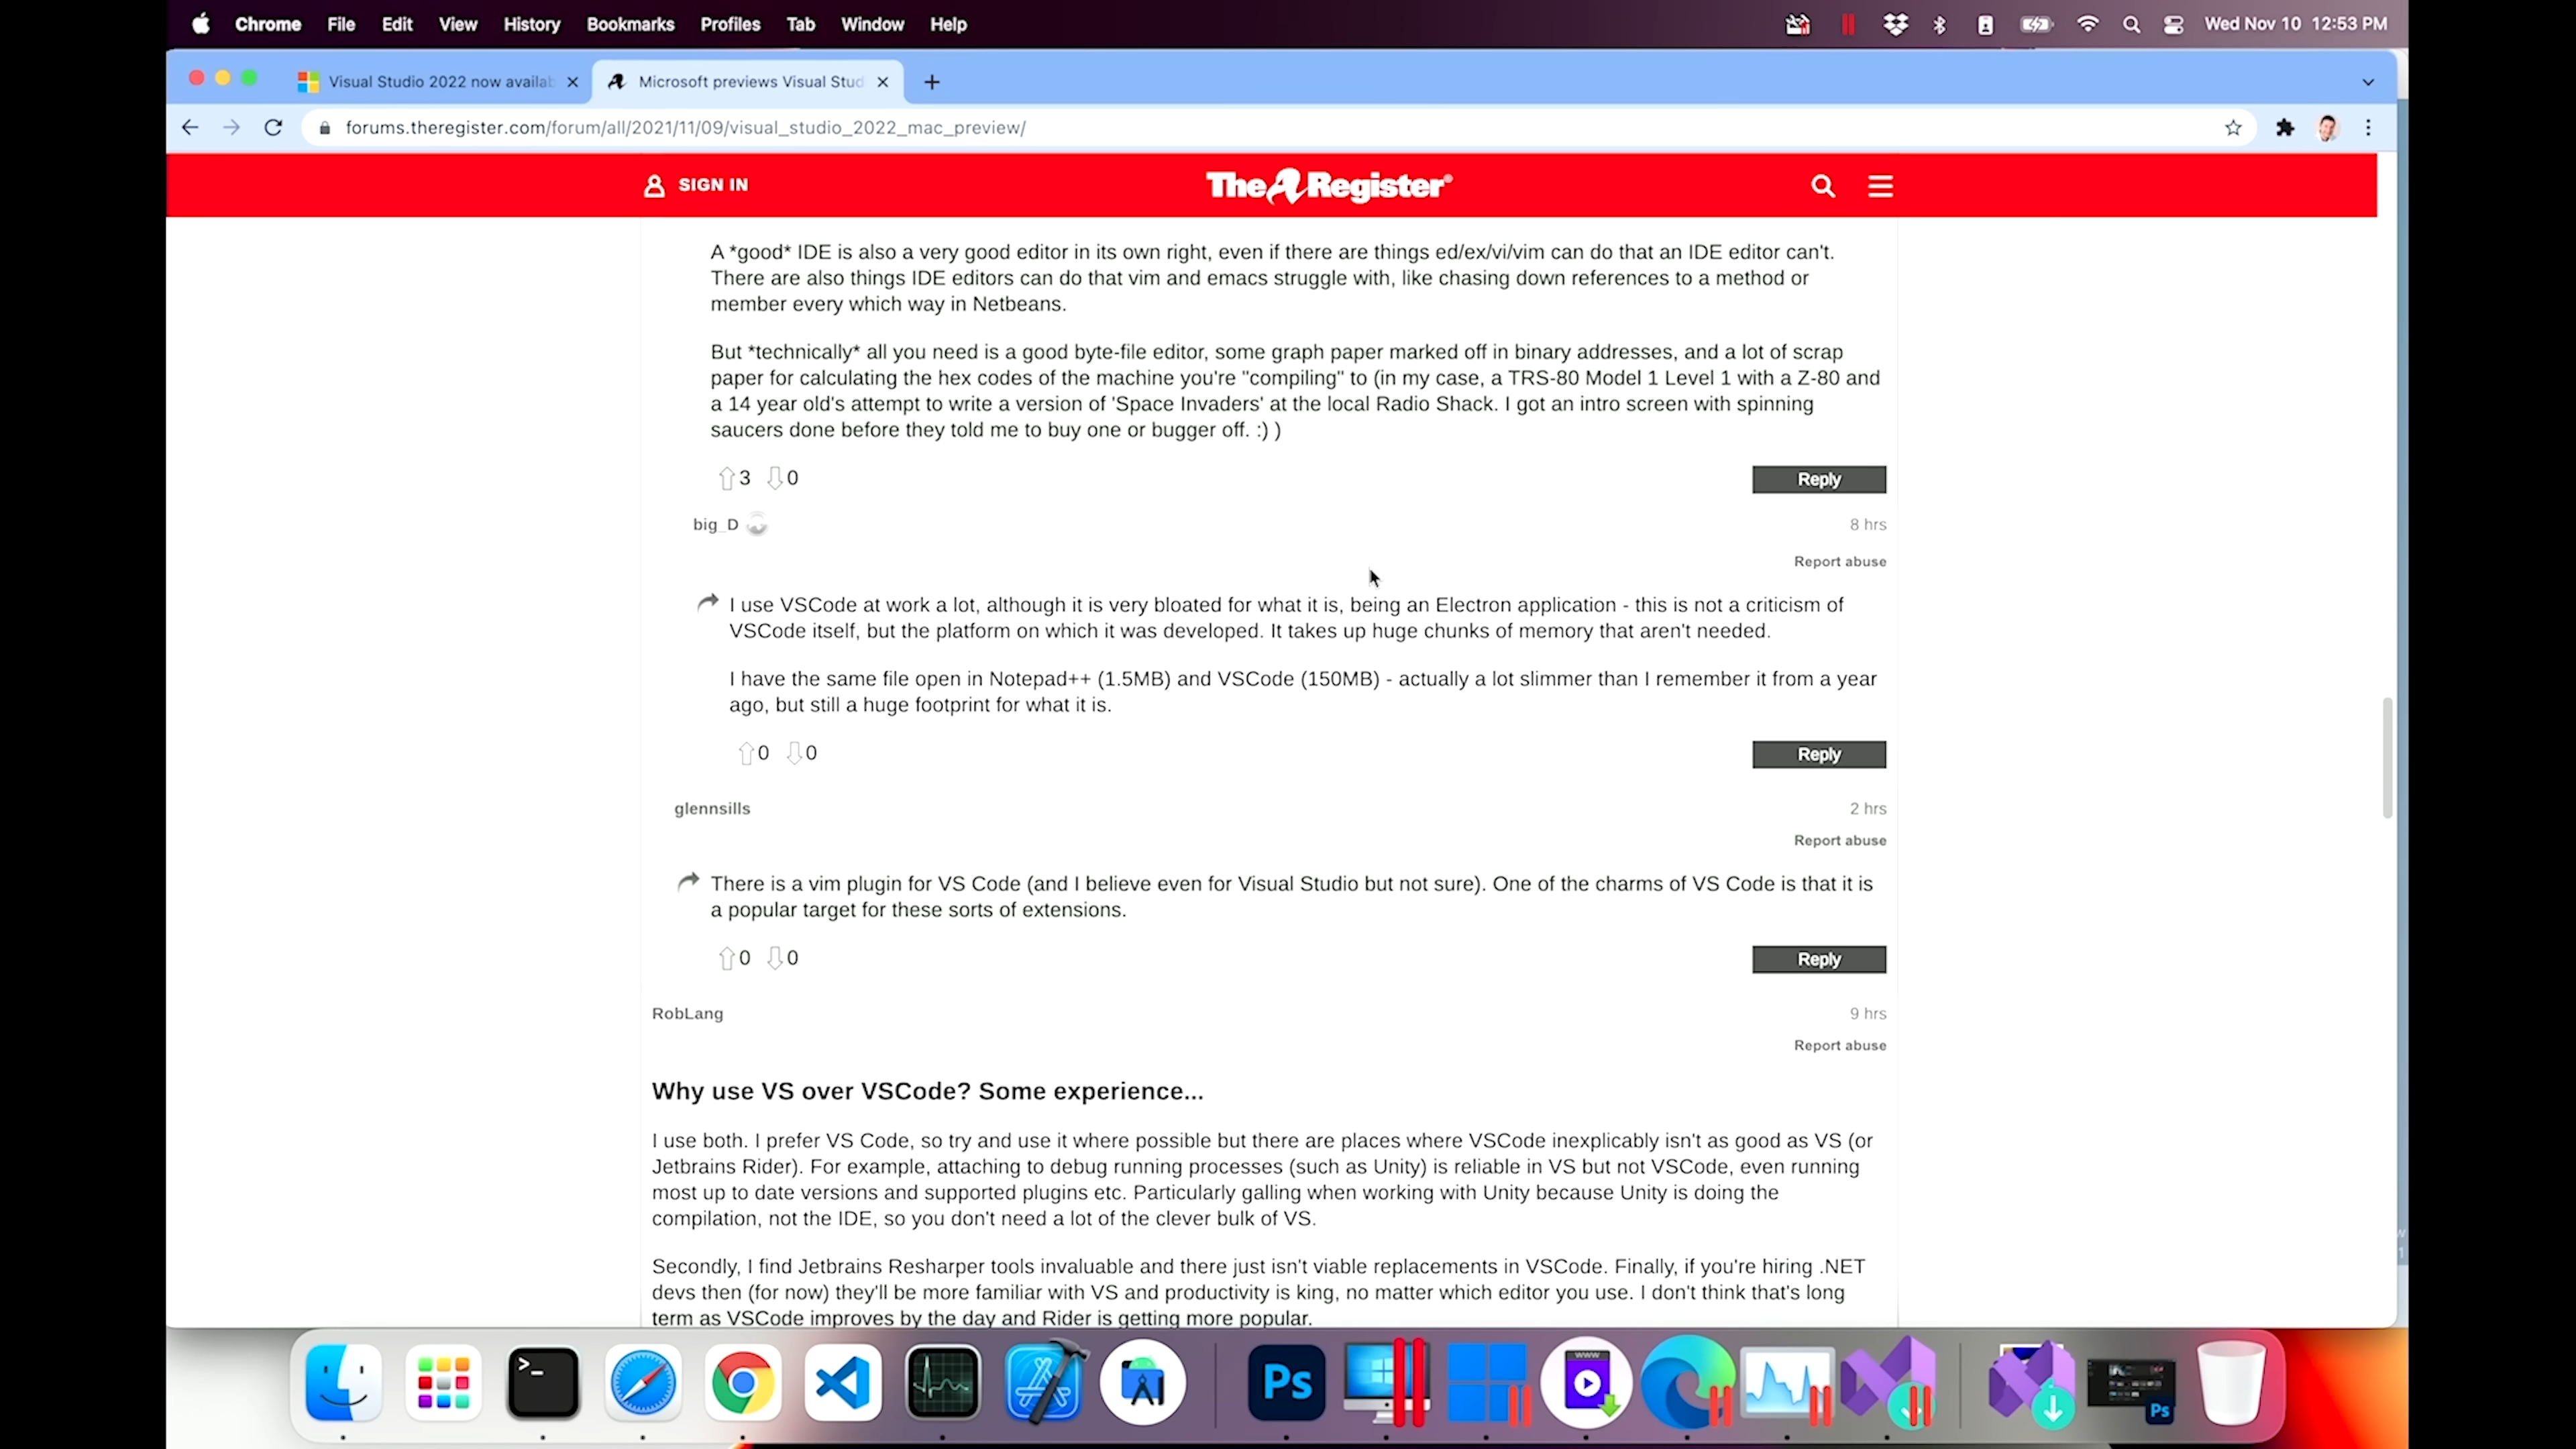 Chrome File Edit View History Bookmarks Profiles Tab Window Help Wed Nov 10 12:53 PM
Visual Studio 2022 now availab Microsoft previews Visual Stud
forums.theregister.com/forum/all/2021/11/09/visual_studio_2022_mac_preview/
SIGN IN The Register®
A *good* IDE is also a very good editor in its own right, even if there are things ed/ex/vi/vim can do that an IDE editor can't.
There are also things IDE editors can do that vim and emacs struggle with, like chasing down references to a method or
member every which way in Netbeans.
But *technically* all you need is a good byte-file editor, some graph paper marked off in binary addresses, and a lot of scrap
paper for calculating the hex codes of the machine you're "compiling" to (in my case, a TRS-80 Model 1 Level 1 with a Z-80 and
a 14 year old's attempt to write a version of 'Space Invaders' at the local Radio Shack. I got an intro screen with spinning
saucers done before they told me to buy one or bugger off. :) )
3 0 Reply
big_D 8 hrs
Report abuse
I use VSCode at work a lot, although it is very bloated for what it is, being an Electron application - this is not a criticism of
VSCode itself, but the platform on which it was developed. It takes up huge chunks of memory that aren't needed.
I have the same file open in Notepad++ (1.5MB) and VSCode (150MB) - actually a lot slimmer than I remember it from a year
ago, but still a huge footprint for what it is.
0 0 Reply
glennsills 2 hrs
Report abuse
There is a vim plugin for VS Code (and I believe even for Visual Studio but not sure). One of the charms of VS Code is that it is
a popular target for these sorts of extensions.
0 0 Reply
RobLang 9 hrs
Report abuse
Why use VS over VSCode? Some experience...
I use both. I prefer VS Code, so try and use it where possible but there are places where VSCode inexplicably isn't as good as VS (or
Jetbrains Rider). For example, attaching to debug running processes (such as Unity) is reliable in VS but not VSCode, even running
most up to date versions and supported plugins etc. Particularly galling when working with Unity because Unity is doing the
compilation, not the IDE, so you don't need a lot of the clever bulk of VS.
Secondly, I find Jetbrains Resharper tools invaluable and there just isn't viable replacements in VSCode. Finally, if you're hiring .NET
devs then (for now) they'll be more familiar with VS and productivity is king, no matter which editor you use. I don't think that's long
term as VSCode improves by the day and Rider is getting more popular.
>_ Ps WWW Ps